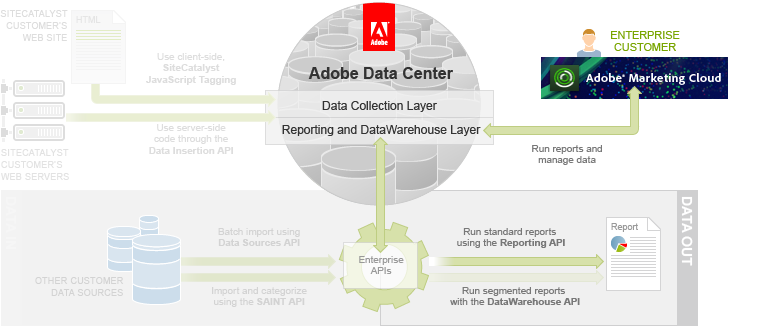 SITECATALYST
CUSTOMER'S
WEB SITE
HTML
Use client-side,
SiteCatalyst
JavaScript Tagging
Use server-side
code through the
Data Insertion API
SITECATALYST
CUSTOMER'S
WEB SERVERS
Adobe
Adobe Data Center
Data Collection Layer
Reporting and DataWarehouse Layer
ENTERPRISE
CUSTOMER
Adobe® Marketing Cloud
Run reports and
manage data
OTHER CUSTOMER
DATA SOURCES
Batch import using
Data Sources API
Import and categorize
using the SAINT API
Enterprise
APIs
Run standard reports
using the Reporting API
Run segmented reports
with the DataWarehouse API
Report
DATA OUT